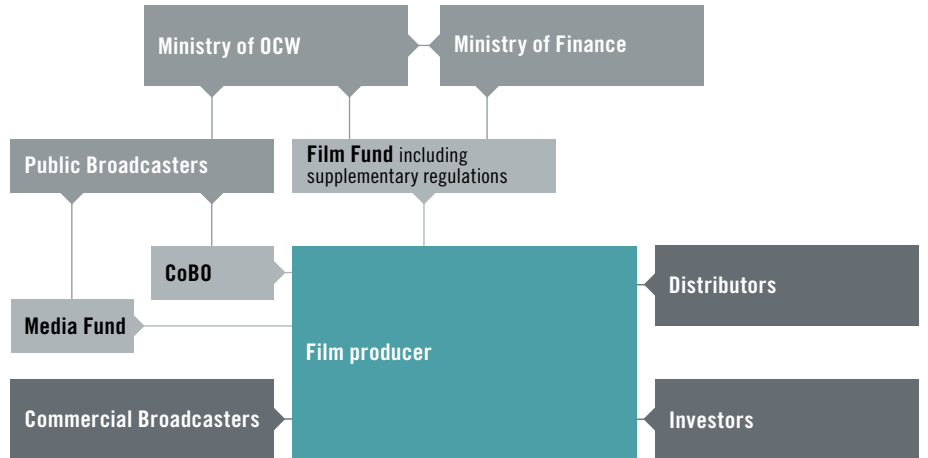 Ministry of OCW
Ministry of Finance
Public Broadcasters
Film Fund including
supplementary regulations
CoBO
Distributors
Media Fund
Film producer
Commercial Broadcasters
Investors